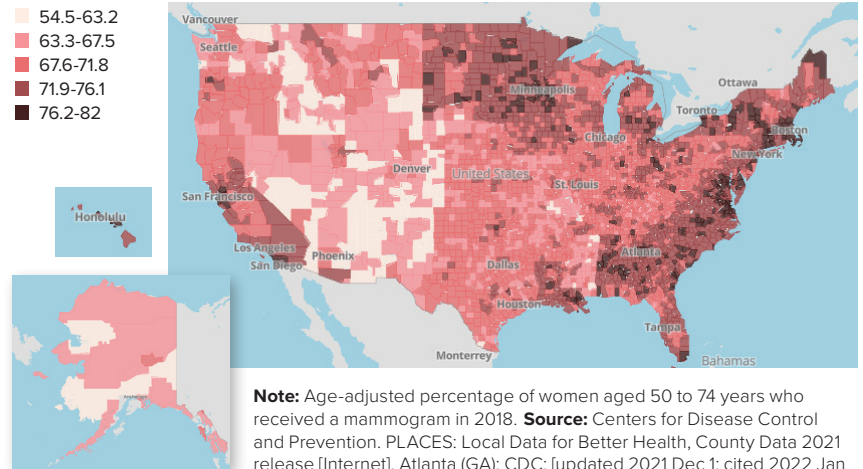 54.5-63.2
63.3-67.5
67.6-71.8
71.9-76.1
76.2-82
Vancouver
Seattle
Ottawa
Minneapolis
Toronto
Boston
Chicago
New York
Denver
United States
St. Louis
San Francisco
Honolulu
Los Angeles
Phoenix
Atlanta
San Diego
Dallas
Houston
Tampa
Monterrey
Bahamas
Anchorage
Note: Age-adjusted percentage of women aged 50 to 74 years who
received a mammogram in 2018. Source: Centers for Disease Control
and Prevention. PLACES: Local Data for Better Health, County Data 2021
release [Internet]. Atlanta (GA): CDC; [updated 2021 Dec 1; cited 2022 Jan